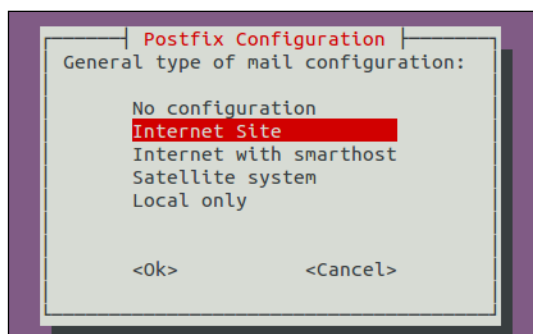 Postfix Configuration
General type of mail configuration:
No configuration
Internet Site
Internet with smarthost
Satellite system
Local only
<Ok> <Cancel>